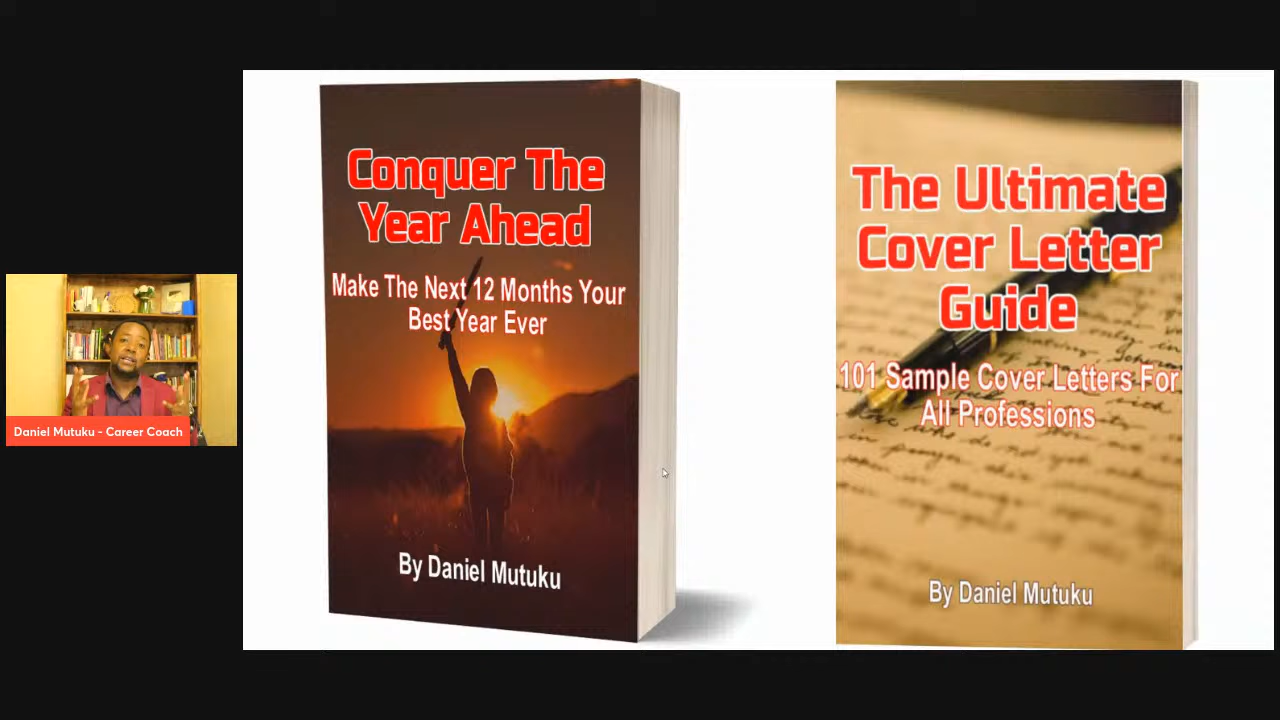 Conquer The
Year Ahead
Make The Next 12 Months Your
Best Year Ever
By Daniel Mutuku
The Ultimate
Cover Letter
Guide
101 Sample Cover Letters For
All Professions
By Daniel Mutuku
Daniel Mutuku - Career Coach